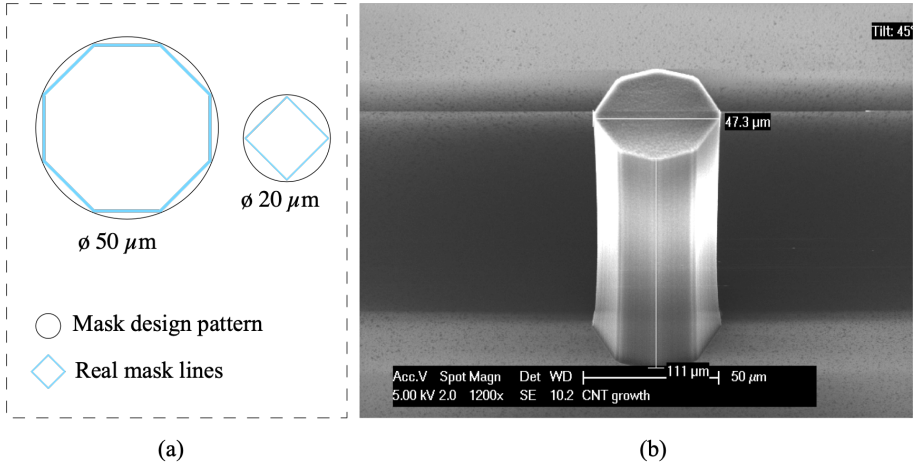 ø 50 µm
ø 20 µm
Mask design pattern
Real mask lines
(a)
Tilt: 45°
47.3 µm
111 µm
50 µm
Acc.V Spot Magn Det WD
5.00 kV 2.0 1200x SE 10.2 CNT growth
(b)